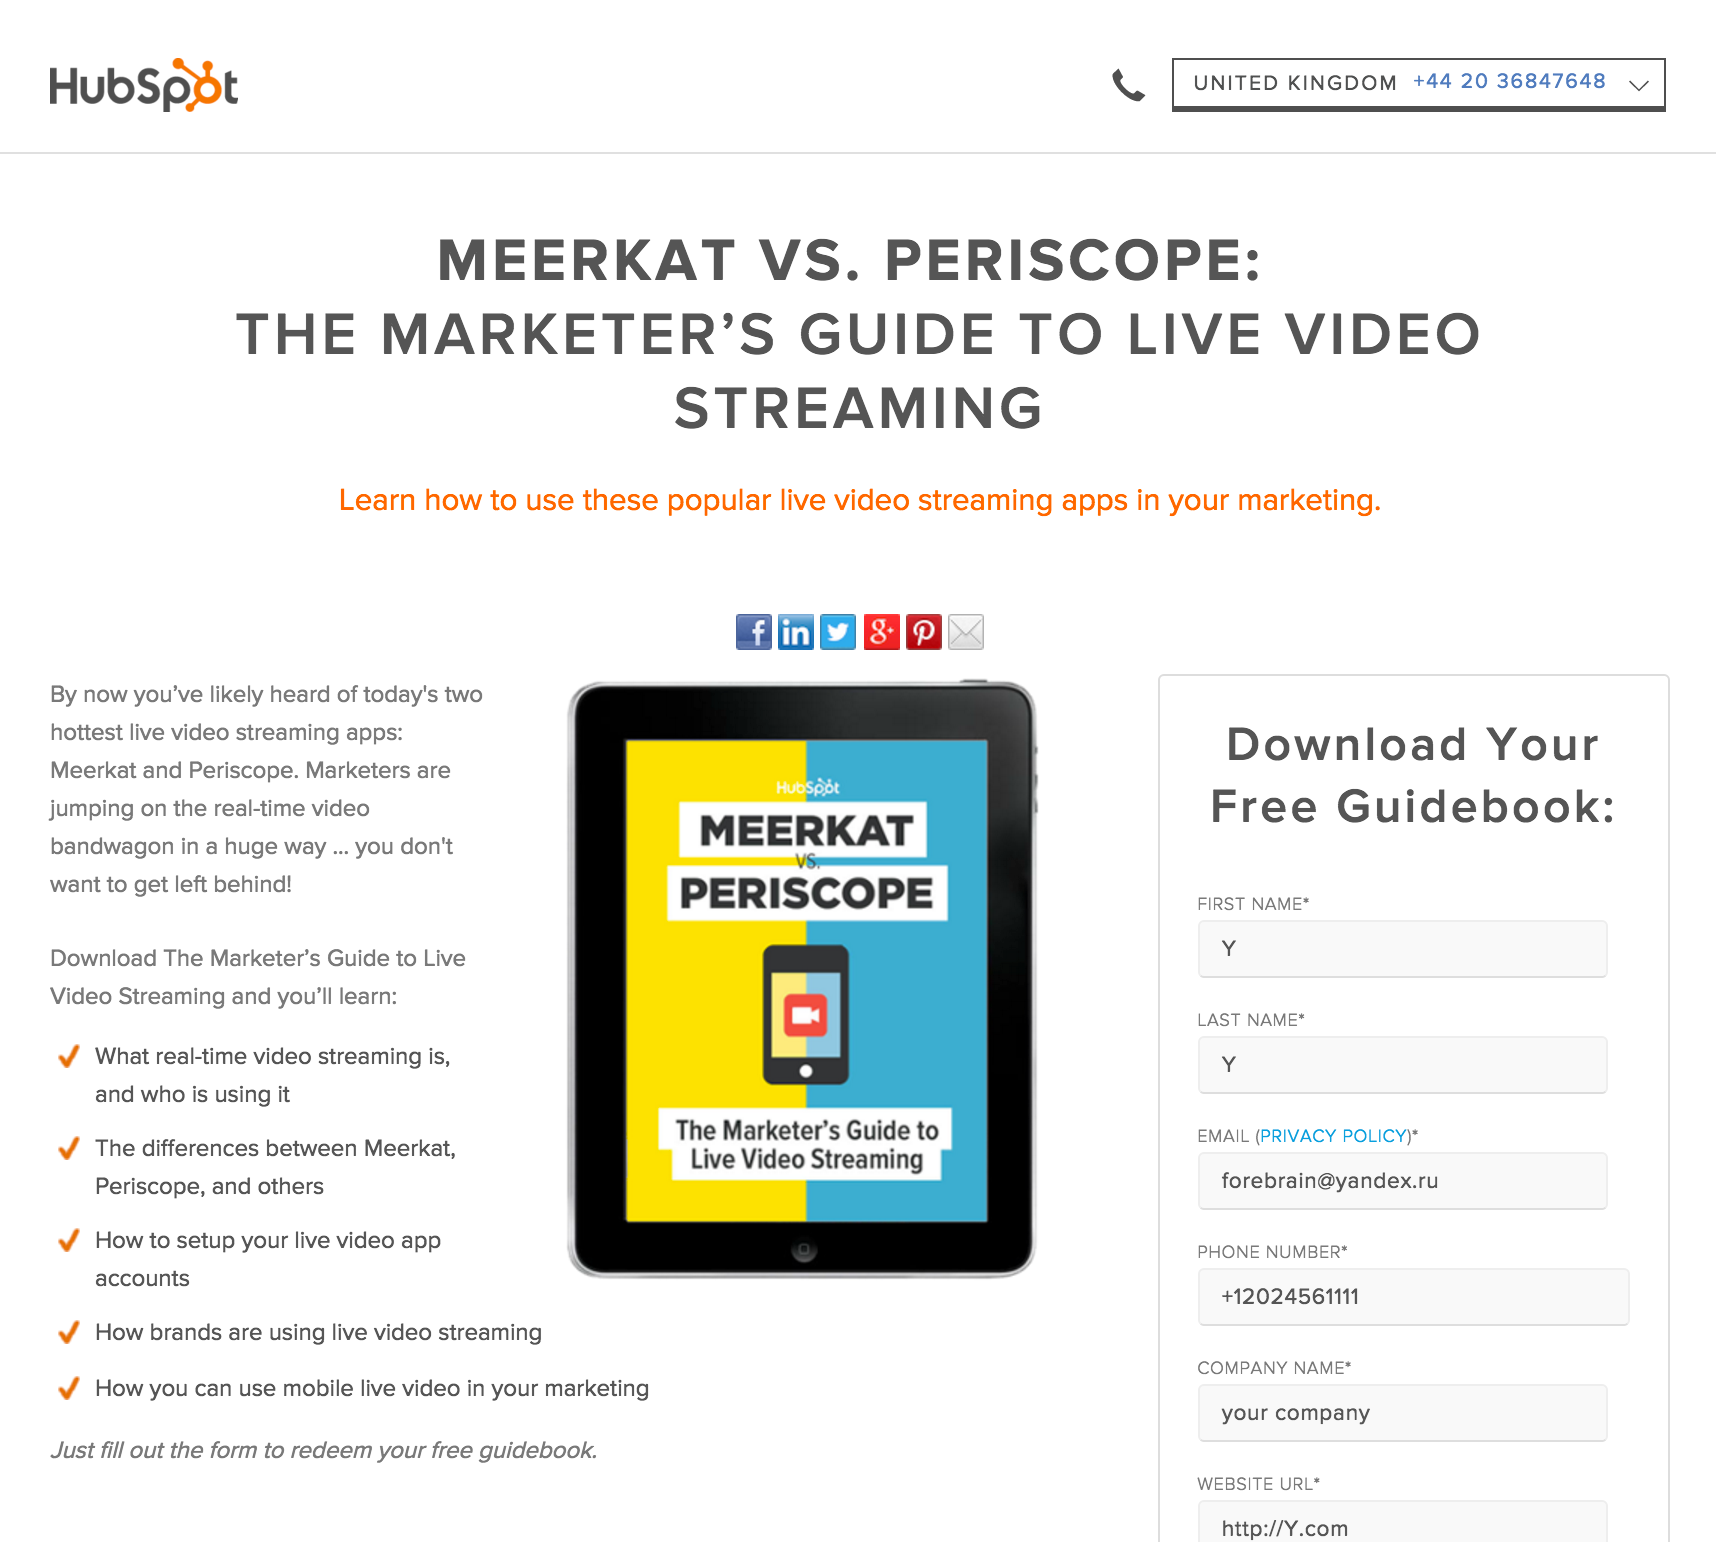 HubSpot
UNITED KINGDOM +44 20 36847648
MEERKAT VS. PERISCOPE:
THE MARKETER’S GUIDE TO LIVE VIDEO
STREAMING
Learn how to use these popular live video streaming apps in your marketing.
f in g+ p
By now you’ve likely heard of today's two
hottest live video streaming apps:
Meerkat and Periscope. Marketers are
jumping on the real-time video
bandwagon in a huge way ... you don't
want to get left behind!
Download The Marketer’s Guide to Live
Video Streaming and you’ll learn:
What real-time video streaming is,
and who is using it
The differences between Meerkat,
Periscope, and others
How to setup your live video app
accounts
How brands are using live video streaming
How you can use mobile live video in your marketing
Just fill out the form to redeem your free guidebook.
HubSpot
MEERKAT
VS.
PERISCOPE
The Marketer’s Guide to
Live Video Streaming
Download Your
Free Guidebook:
FIRST NAME*
Y
LAST NAME*
Y
EMAIL (PRIVACY POLICY)*
forebrain@yandex.ru
PHONE NUMBER*
+12024561111
COMPANY NAME*
your company
WEBSITE URL*
http://Y.com